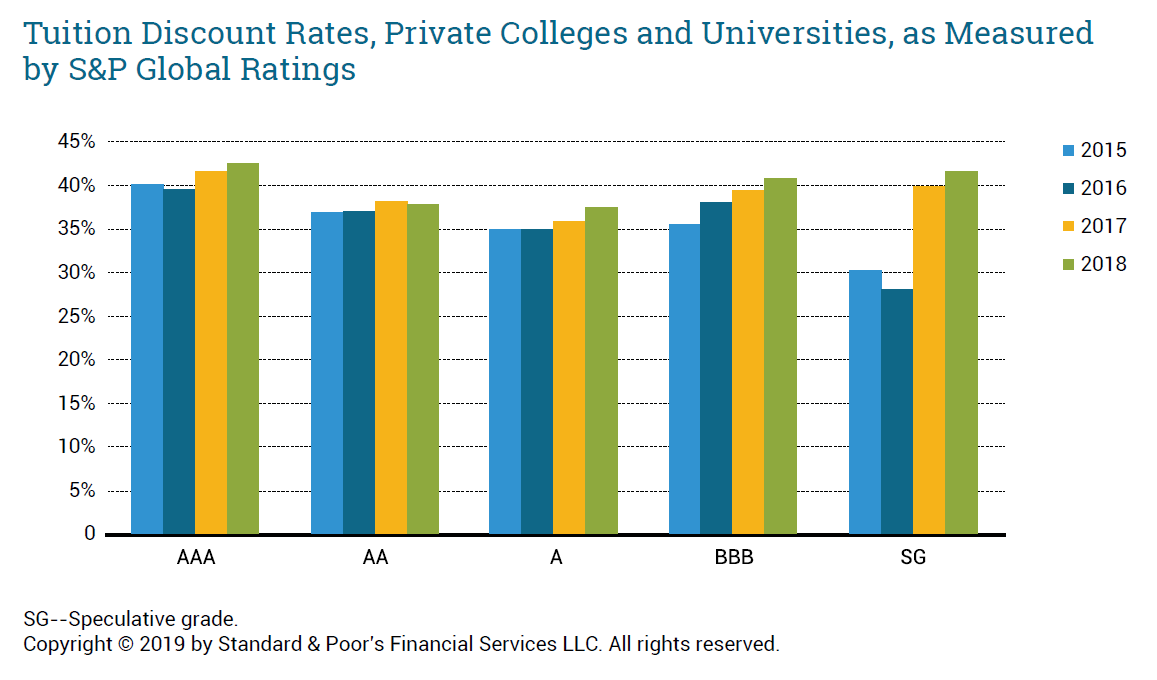 Tuition Discount Rates, Private Colleges and Universities, as Measured
by S&P Global Ratings
45%
40%
35%
30%
25%
20%
15%
10%
5%
0
2015
2016
2017
2018
AAA
AA
A
BBB
SG
SG--Speculative grade.
Copyright © 2019 by Standard & Poor's Financial Services LLC. All rights reserved.